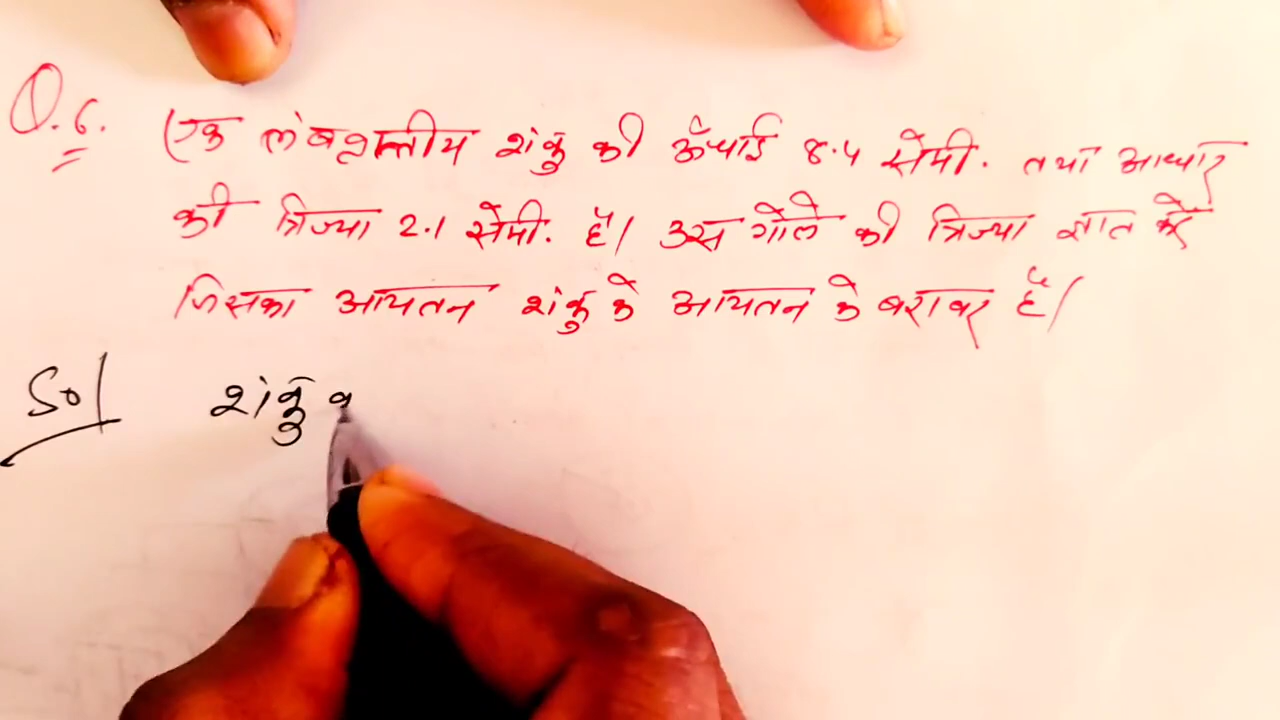 Q.6. एक लंबवृत्तीय शंकु की ऊँचाई 8.4 सेमी. तथा आधार
की त्रिज्या 2.1 सेमी. है। उस गोले की त्रिज्या ज्ञात करें
जिसका आयतन शंकु के आयतन के बराबर है।
Sol शंकु